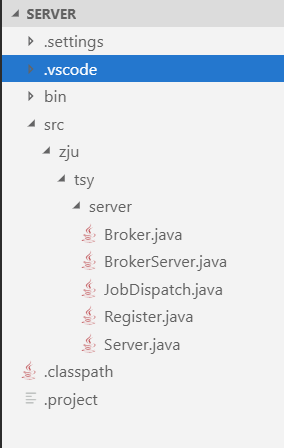 SERVER
.settings
.vscode
bin
src
zju
tsy
server
Broker.java
BrokerServer.java
JobDispatch.java
Register.java
Server.java
.classpath
.project